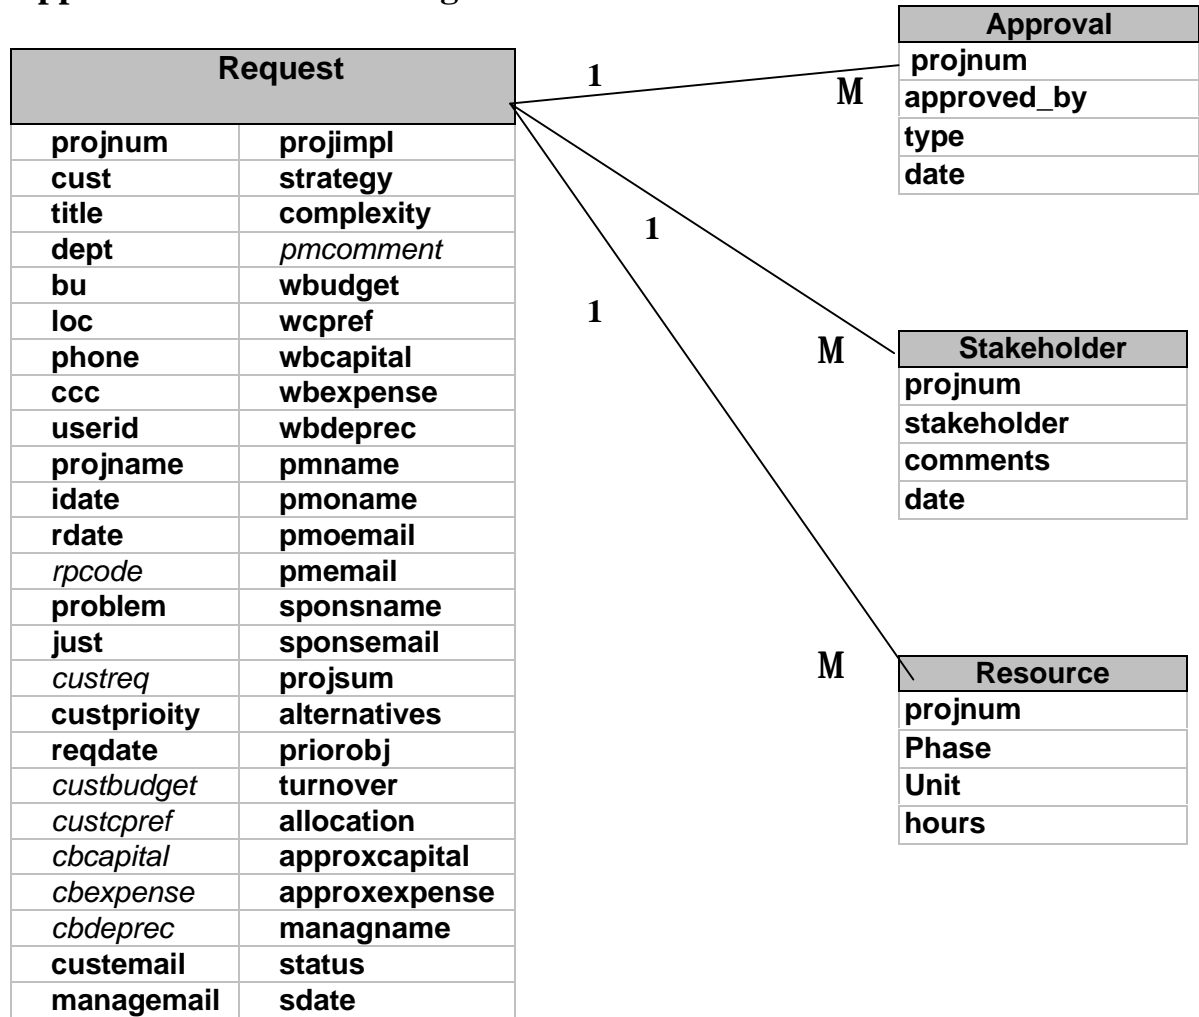 Approval
Request
1
projnum
M
approved_by
type
date
projnum projimpl
cust strategy
title complexity
dept pmcomment
bu wbudget
loc wcpref
phone wbcapital
ccc wbexpense
userid wbdeprec
projname pmname
idate pmoname
rdate pmoemail
rpcode pmemail
problem sponsname
just sponsemail
custreq projsum
custprioity alternatives
reqdate priorobj
custbudget turnover
custcpref allocation
cbcapital approxcapital
cbexpense approxexpense
cbdeprec managname
custemail status
managemail sdate
1
1
M
Stakeholder
projnum
stakeholder
comments
date
M
Resource
projnum
Phase
Unit
hours